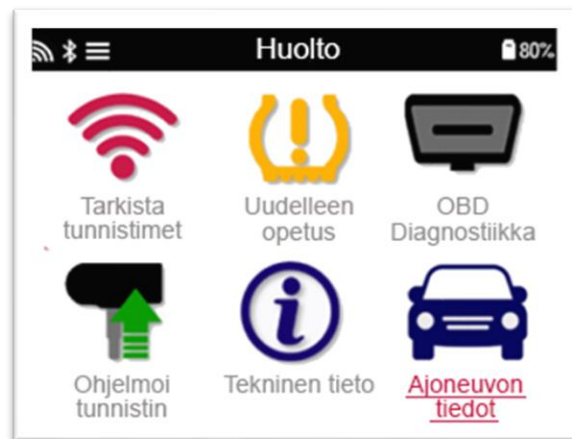 Huolto
80%
Tarkista
tunnistimet
Uudelleen
opetus
OBD
Diagnostiikka
Ohjelmoi
tunnistin
Tekninen tieto
Ajoneuvon
tiedot